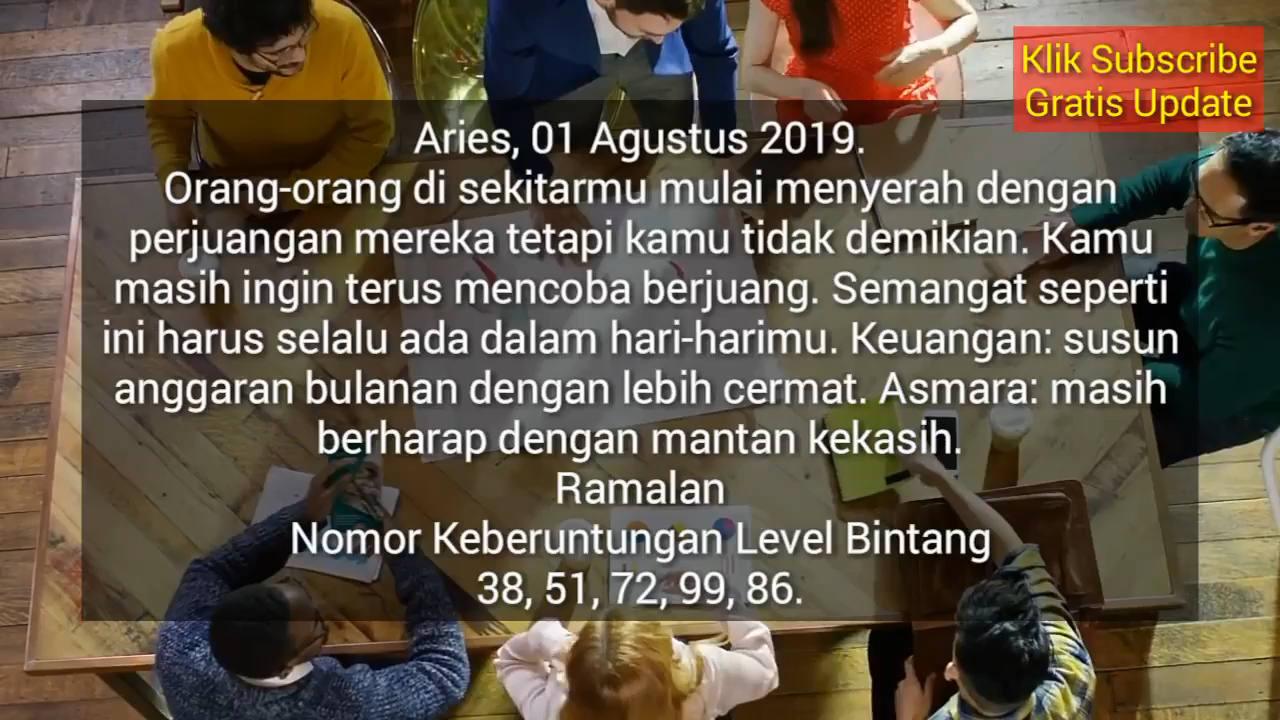 Klik Subscribe
Gratis Update
Aries, 01 Agustus 2019.
Orang-orang di sekitarmu mulai menyerah dengan
perjuangan mereka tetapi kamu tidak demikian. Kamu
masih ingin terus mencoba berjuang. Semangat seperti
ini harus selalu ada dalam hari-harimu. Keuangan: susun
anggaran bulanan dengan lebih cermat. Asmara: masih
berharap dengan mantan kekasih.
Ramalan
Nomor Keberuntungan Level Bintang
38, 51, 72, 99, 86.